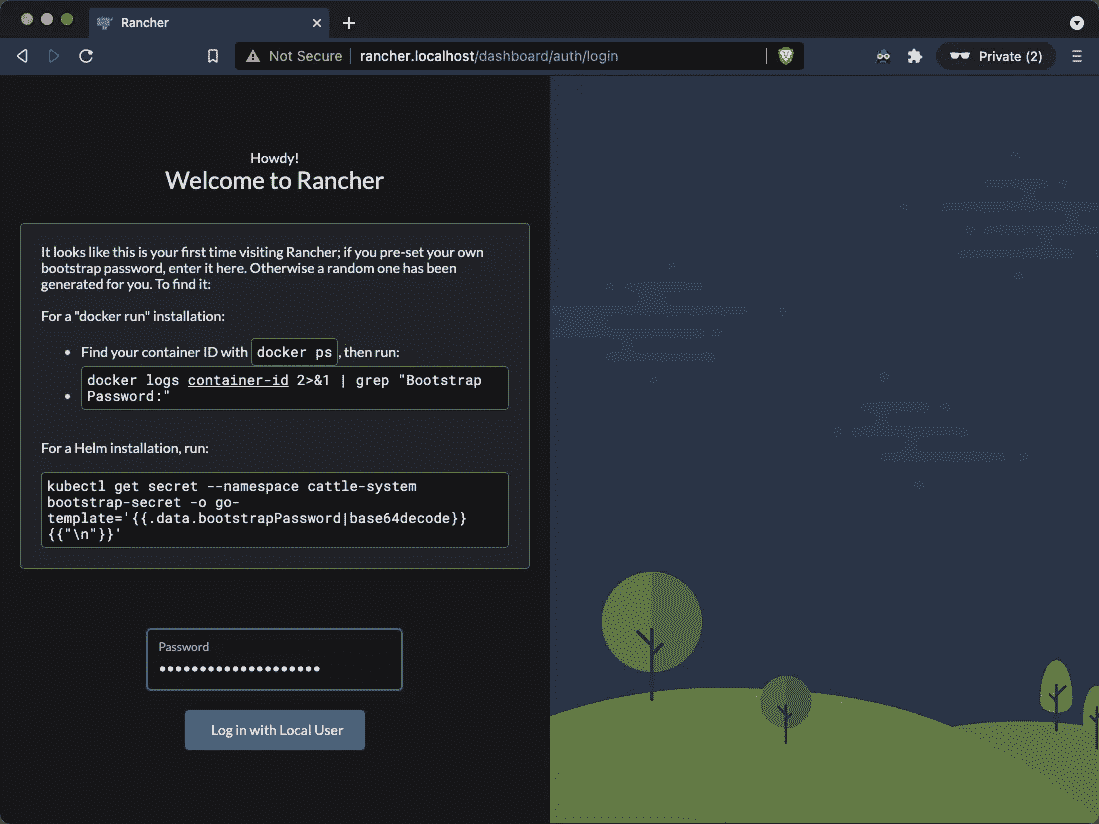 Rancher
Not Secure
rancher.localhost/dashboard/auth/login
Private (2)
Howdy!
Welcome to Rancher
It looks like this is your first time visiting Rancher; if you pre-set your own
bootstrap password, enter it here. Otherwise a random one has been
generated for you. To find it:
For a "docker run" installation:
Find your container ID with docker ps, then run:
docker logs container-id 2>&1 | grep "Bootstrap
Password:"
For a Helm installation, run:
kubectl get secret --namespace cattle-system
bootstrap-secret -o go-
template='{{.data.bootstrapPassword|base64decode}}
{{"\n"}}'
Password
••••••••••••••••••••
Log in with Local User